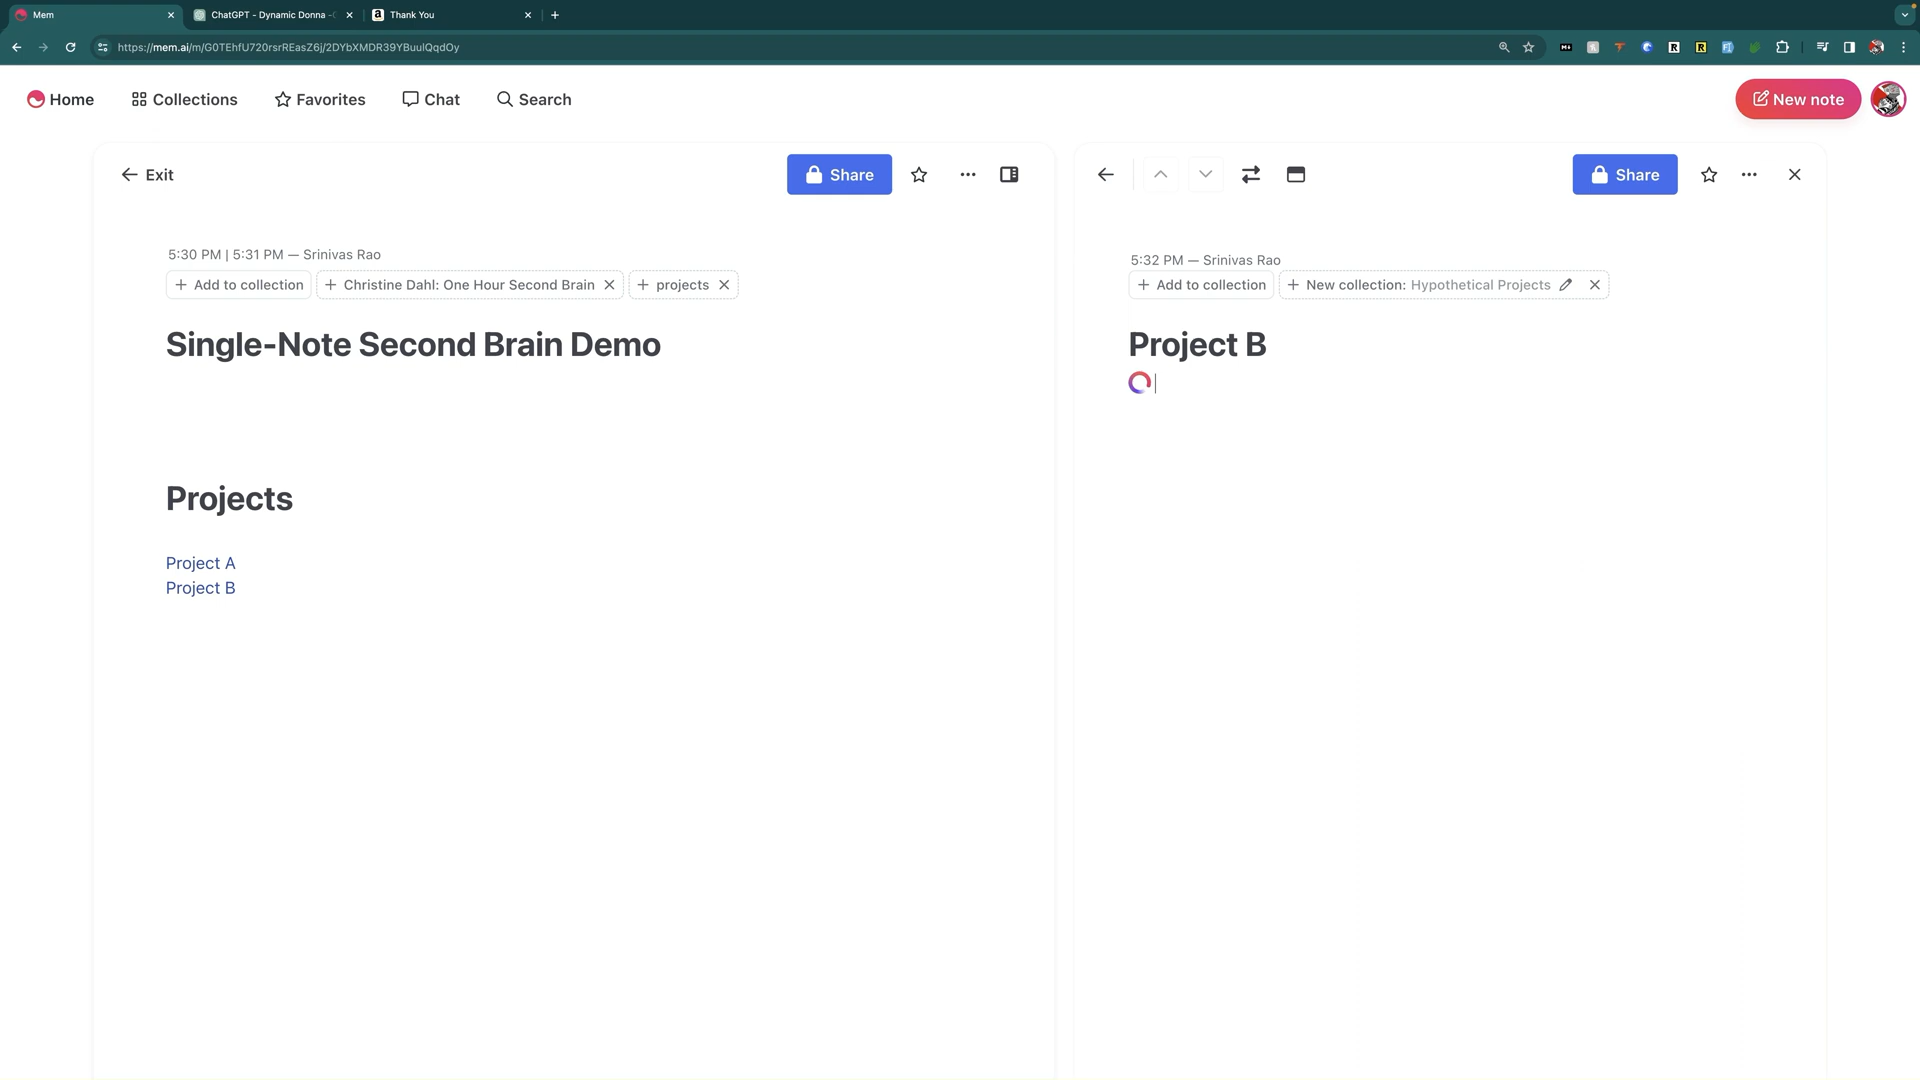 Mem
ChatGPT - Dynamic Donna -
Thank You
https://mem.ai/m/G0TEhfU720rsrREasZ6j/2DYbXMDR39YBuulQqdOy
Home
Collections
Favorites
Chat
Search
New note
Exit
Share
Share
5:30 PM | 5:31 PM — Srinivas Rao
+ Add to collection
+ Christine Dahl: One Hour Second Brain
+ projects
Single-Note Second Brain Demo
Projects
Project A
Project B
5:32 PM — Srinivas Rao
+ Add to collection
+ New collection: Hypothetical Projects
Project B